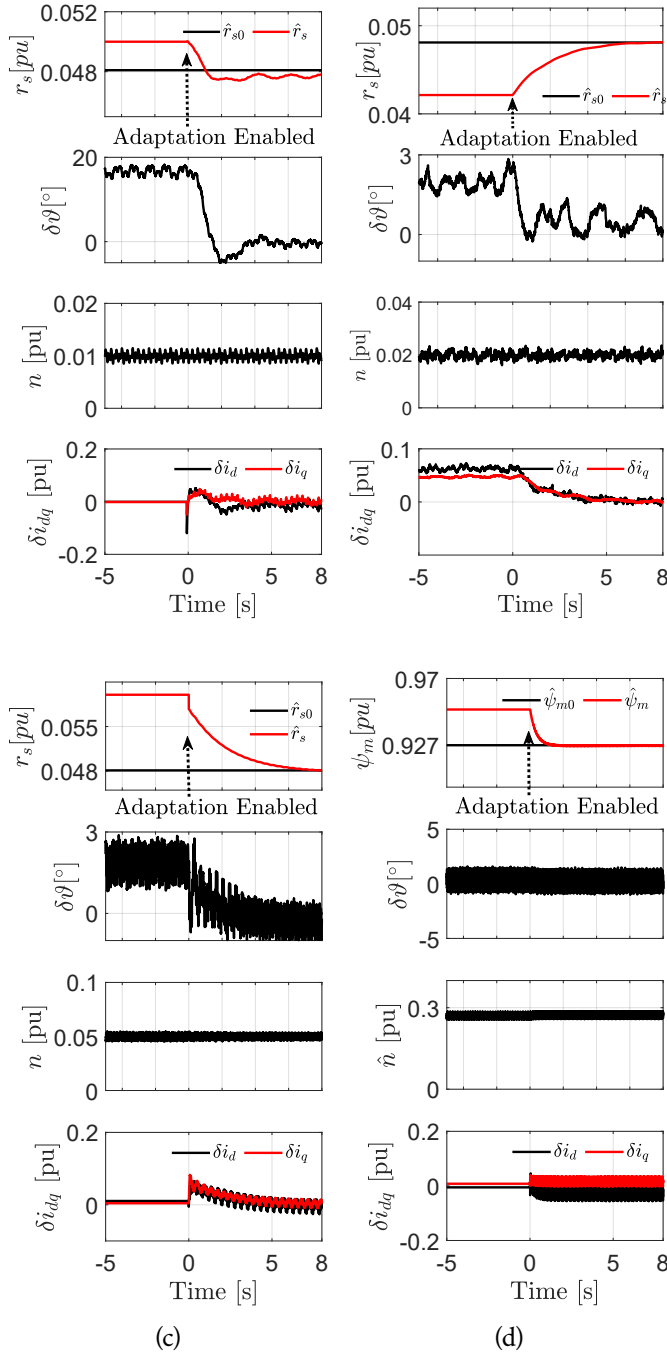 r̂_s0 r̂_s
r_s[pu]
0.050
0.048
Adaptation Enabled
δϑ[°]
20
0
n [pu]
0.02
0.01
0
δi_dq [pu]
0.2
0
-0.2
δi_d δi_q
-5 0 5 8
Time [s]
r_s[pu]
0.048
0.04
r̂_s0 r̂_s
Adaptation Enabled
δϑ[°]
3
0
n [pu]
0.04
0.02
0
δi_dq [pu]
0.1
0
δi_d δi_q
-5 0 5 8
Time [s]
r_s[pu]
0.055
0.048
r̂_s0
r̂_s
Adaptation Enabled
δϑ[°]
3
0
n [pu]
0.1
0.05
0
δi_dq [pu]
0.2
0
δi_d δi_q
-5 0 5 8
Time [s]
(c)
ψ_m[pu]
0.97
0.927
ψ̂_m0 ψ̂_m
Adaptation Enabled
δϑ[°]
5
0
-5
n̂ [pu]
0.3
0
δi_dq [pu]
0.2
0
-0.2
δi_d δi_q
-5 0 5 8
Time [s]
(d)